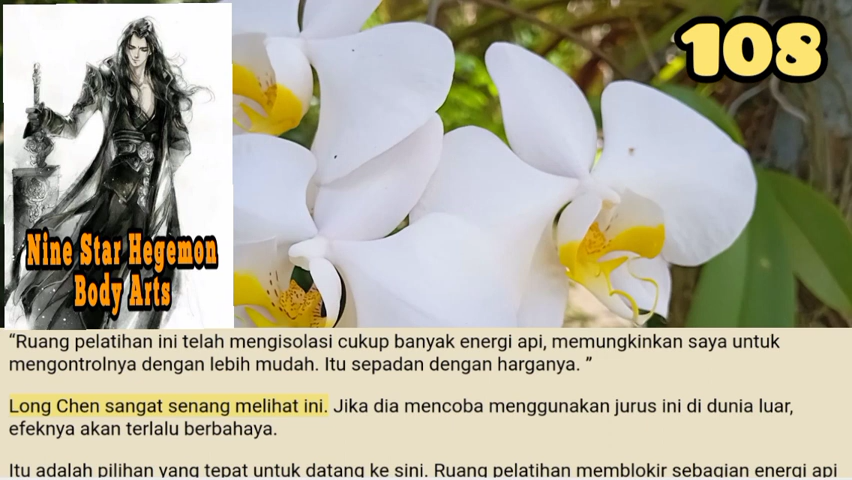 108
Nine Star Hegemon
Body Arts
“Ruang pelatihan ini telah mengisolasi cukup banyak energi api, memungkinkan saya untuk
mengontrolnya dengan lebih mudah. Itu sepadan dengan harganya. ”
Long Chen sangat senang melihat ini. Jika dia mencoba menggunakan jurus ini di dunia luar,
efeknya akan terlalu berbahaya.
Itu adalah pilihan yang tepat untuk datang ke sini. Ruang pelatihan memblokir sebagian energi api